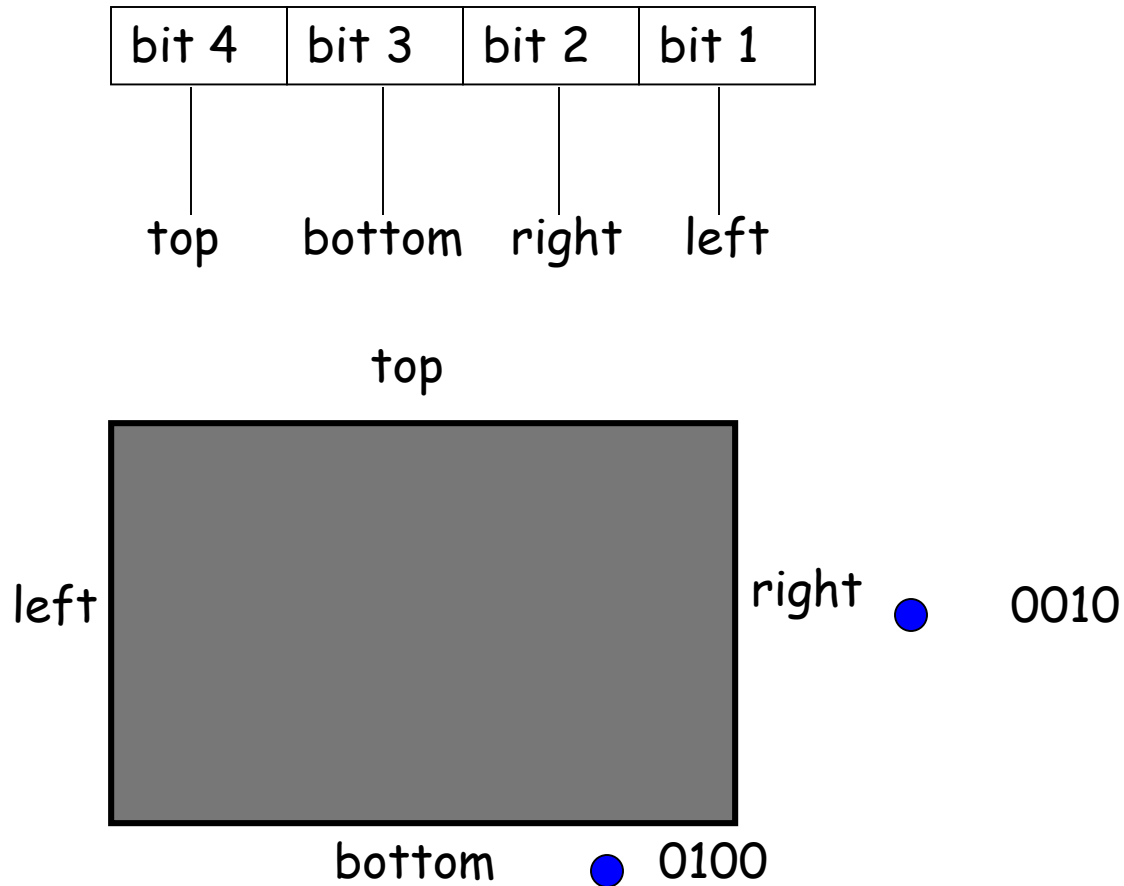 bit 4 bit 3 bit 2 bit 1
top bottom right left
top
left right 0010
bottom 0100